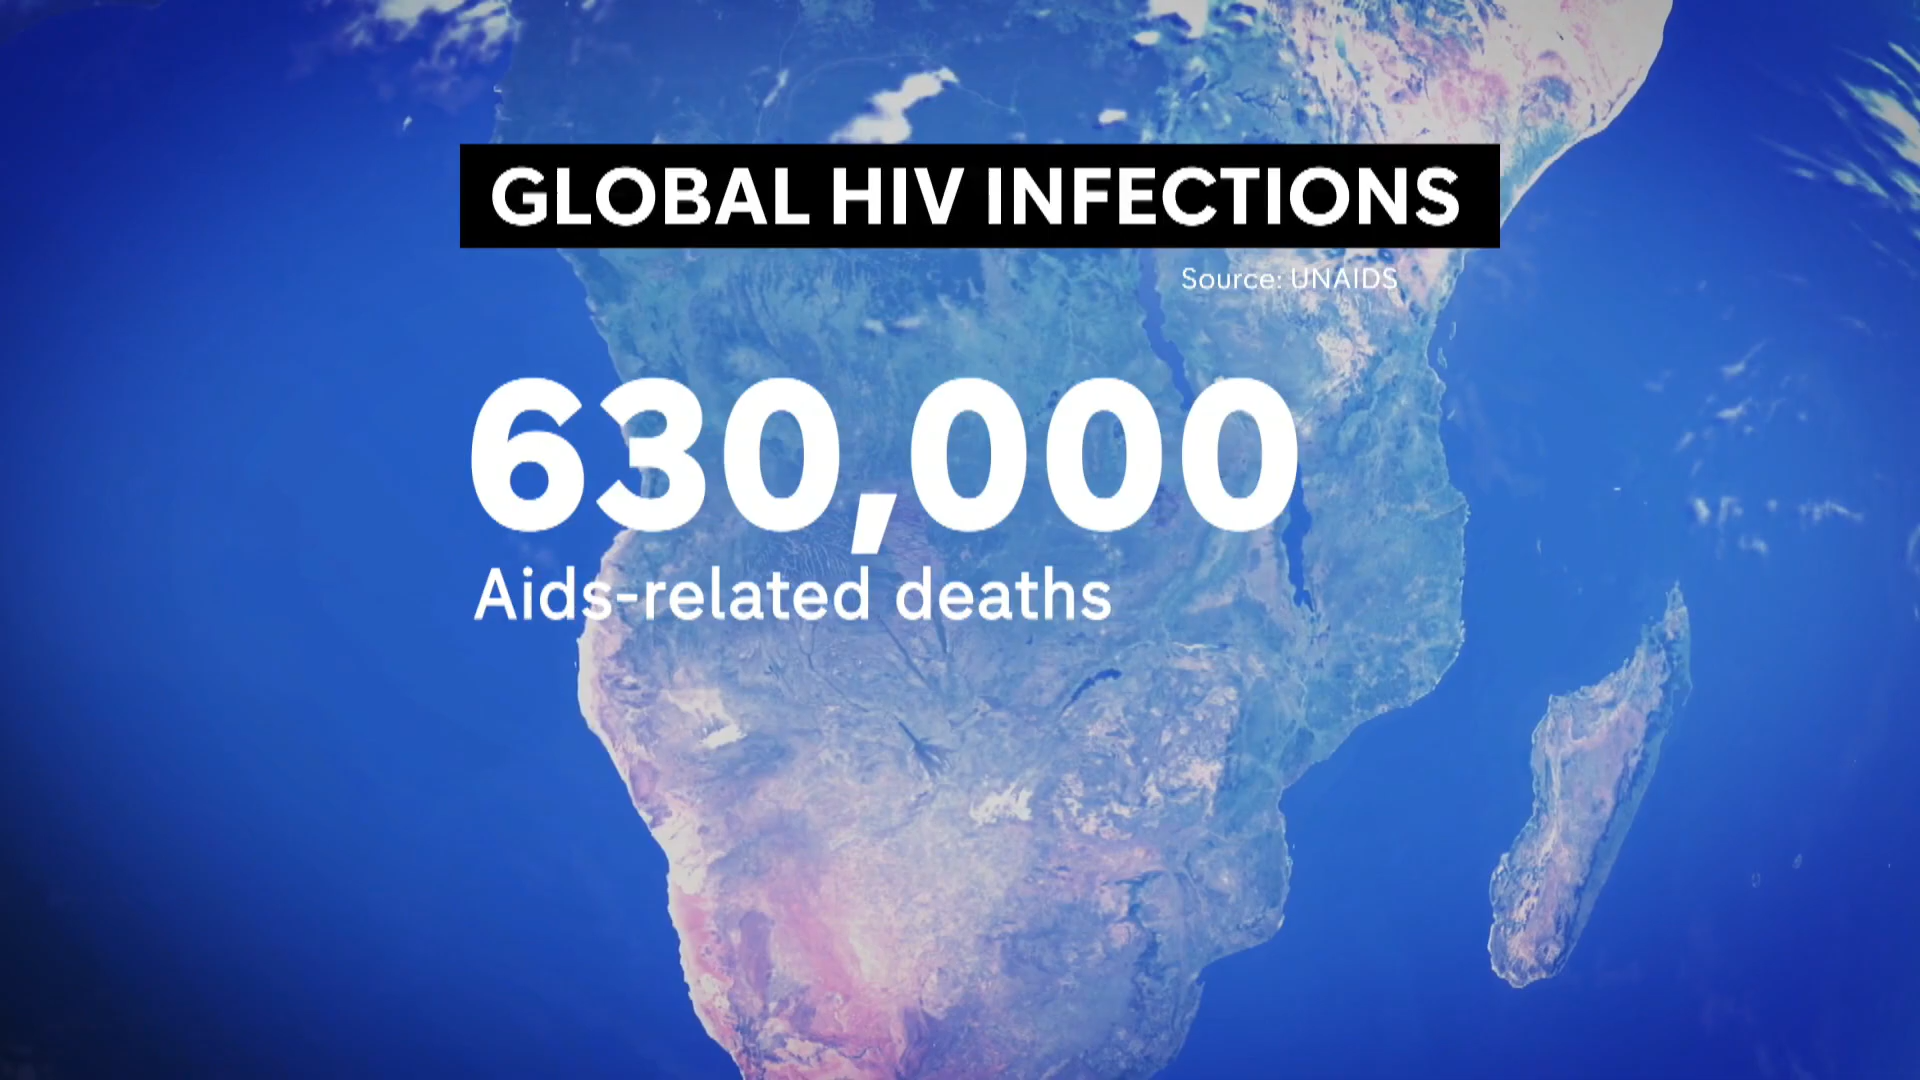 GLOBAL HIV INFECTIONS
Source: UNAIDS
630,000
Aids-related deaths